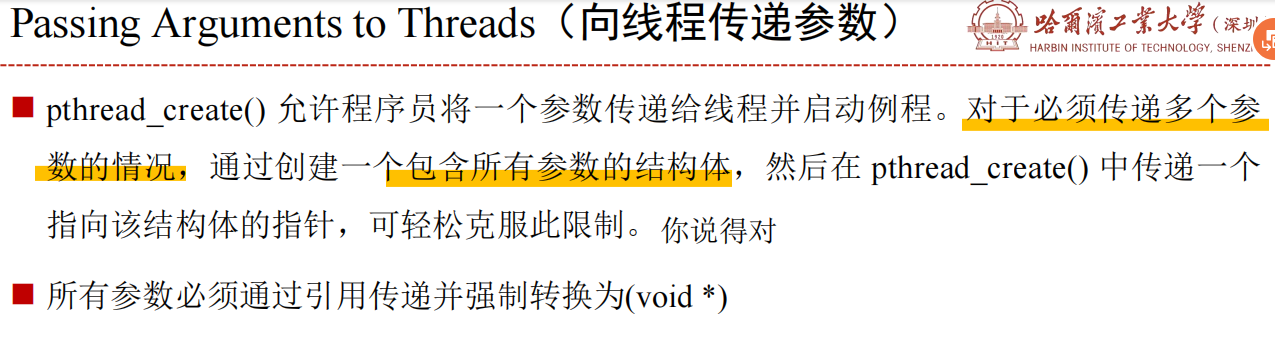 Passing Arguments to Threads（向线程传递参数）
哈爾濱工業大學（深圳
HARBIN INSTITUTE OF TECHNOLOGY, SHENZ
1920
HIT
pthread_create() 允许程序员将一个参数传递给线程并启动例程。对于必须传递多个参
数的情况，通过创建一个包含所有参数的结构体，然后在 pthread_create() 中传递一个
指向该结构体的指针，可轻松克服此限制。 你说得对
所有参数必须通过引用传递并强制转换为(void *)